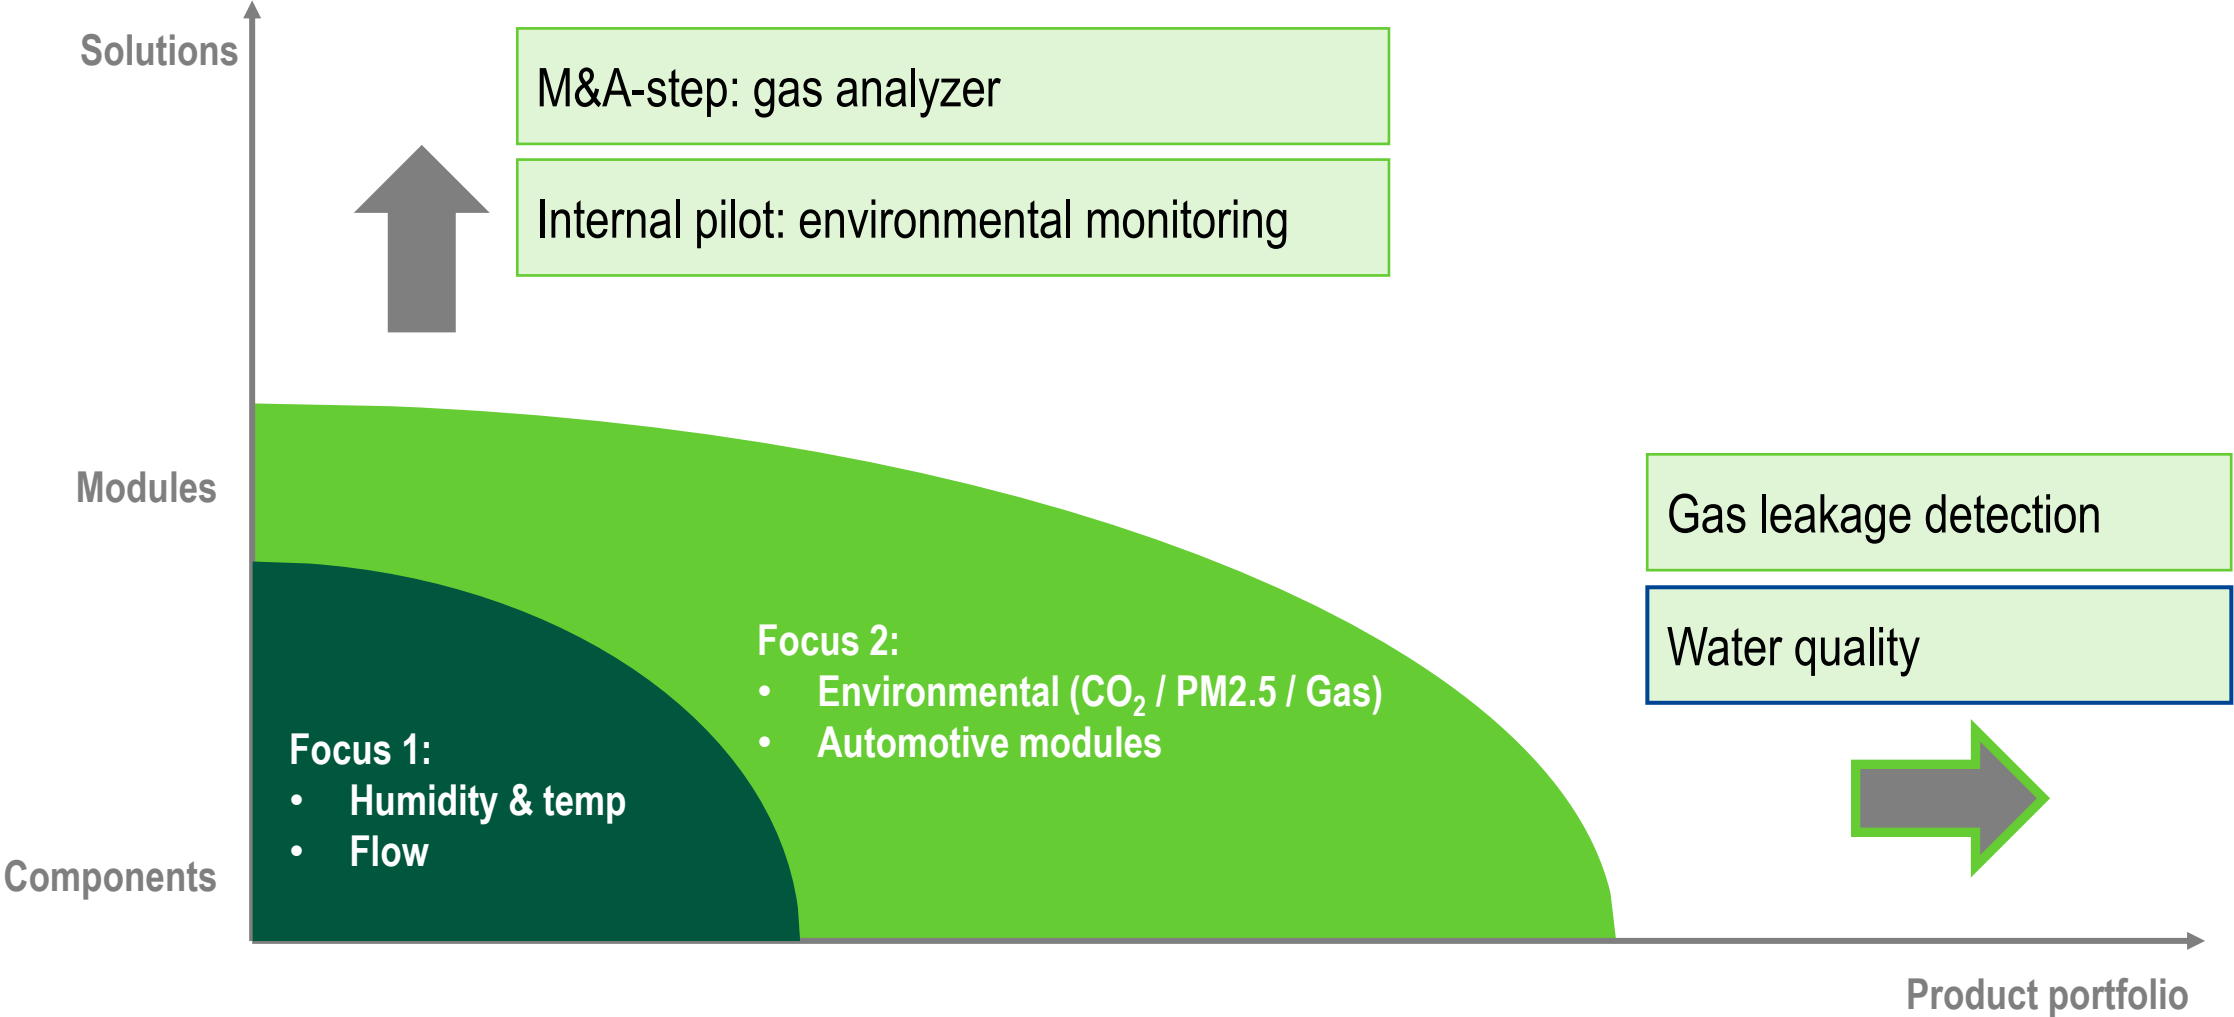 Solutions
M&A-step: gas analyzer
Internal pilot: environmental monitoring
Modules
Gas leakage detection
Water quality
Focus 2:
• Environmental (CO₂ / PM2.5 / Gas)
• Automotive modules
Focus 1:
• Humidity & temp
• Flow
Components
Product portfolio